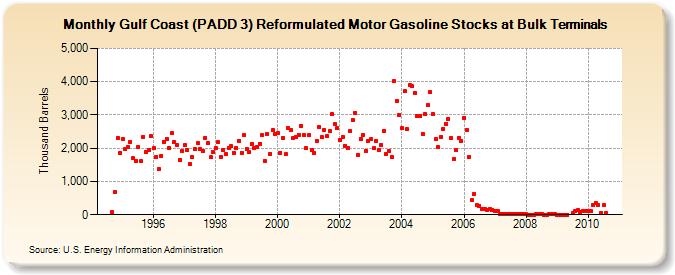 Monthly Gulf Coast (PADD 3) Reformulated Motor Gasoline Stocks at Bulk Terminals
Thousand Barrels
5,000
4,000
3,000
2,000
1,000
0
1996 1998 2000 2002 2004 2006 2008 2010
Source: U.S. Energy Information Administration